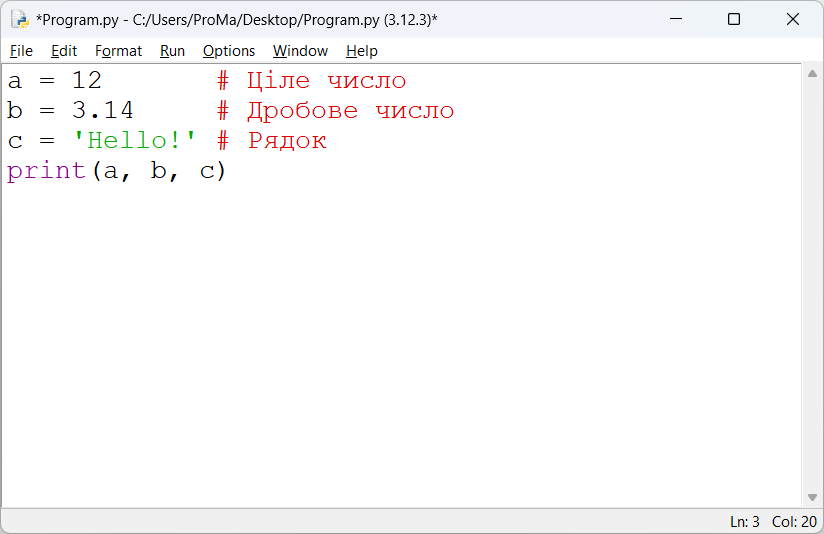 *Program.py - C:/Users/ProMa/Desktop/Program.py (3.12.3)*
File Edit Format Run Options Window Help
a = 12       # Ціле число
b = 3.14     # Дробове число
c = 'Hello!' # Рядок
print(a, b, c)
Ln: 3 Col: 20